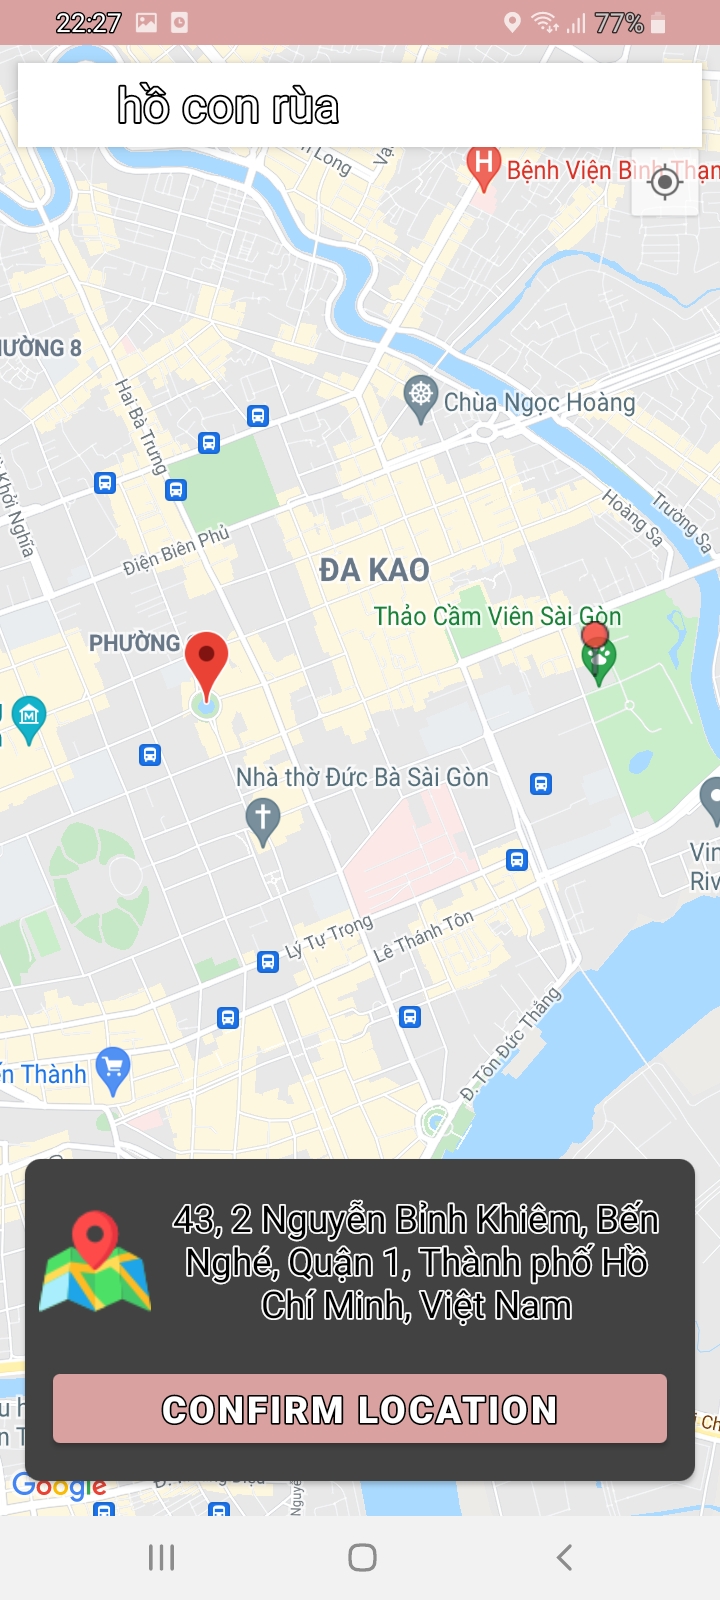 22:27
77%
hồ con rùa
Long
H
Bệnh Viện Bình Thạn
ƯỜNG 8
Chùa Ngọc Hoàng
Hai Bà Trưng
Khởi Nghĩa
Điện Biên Phủ
Hoàng Sa
Trường Sa
ĐA KAO
Thảo Cầm Viên Sài Gòn
PHƯỜNG
M
Nhà thờ Đức Bà Sài Gòn
Vin
Riv
Lý Tự Trọng
Lê Thánh Tôn
Đ. Tôn Đức Thắng
n Thành
43, 2 Nguyễn Bỉnh Khiêm, Bến
Nghé, Quận 1, Thành phố Hồ
Chí Minh, Việt Nam
CONFIRM LOCATION
Google
Nguyễ